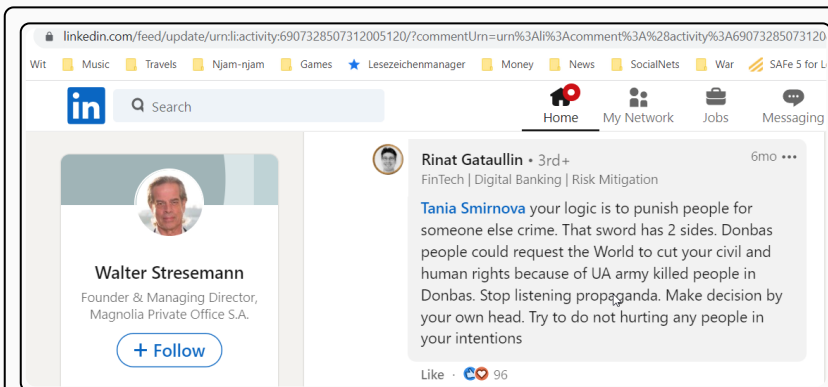 linkedin.com/feed/update/urn:li:activity:6907328507312005120/?commentUrn=urn%3Ali%3Acomment%3A%28activity%3A69073285073120
Wit Music Travels Njam-njam Games Lesezeichenmanager Money News SocialNets War SAFe 5 for L
in Search
Home My Network Jobs Messaging
Walter Stresemann
Founder & Managing Director,
Magnolia Private Office S.A.
+ Follow
Rinat Gataullin • 3rd+ 6mo •••
FinTech | Digital Banking | Risk Mitigation
Tania Smirnova your logic is to punish people for
someone else crime. That sword has 2 sides. Donbas
people could request the World to cut your civil and
human rights because of UA army killed people in
Donbas. Stop listening propaganda. Make decision by
your own head. Try to do not hurting any people in
your intentions
Like · 96